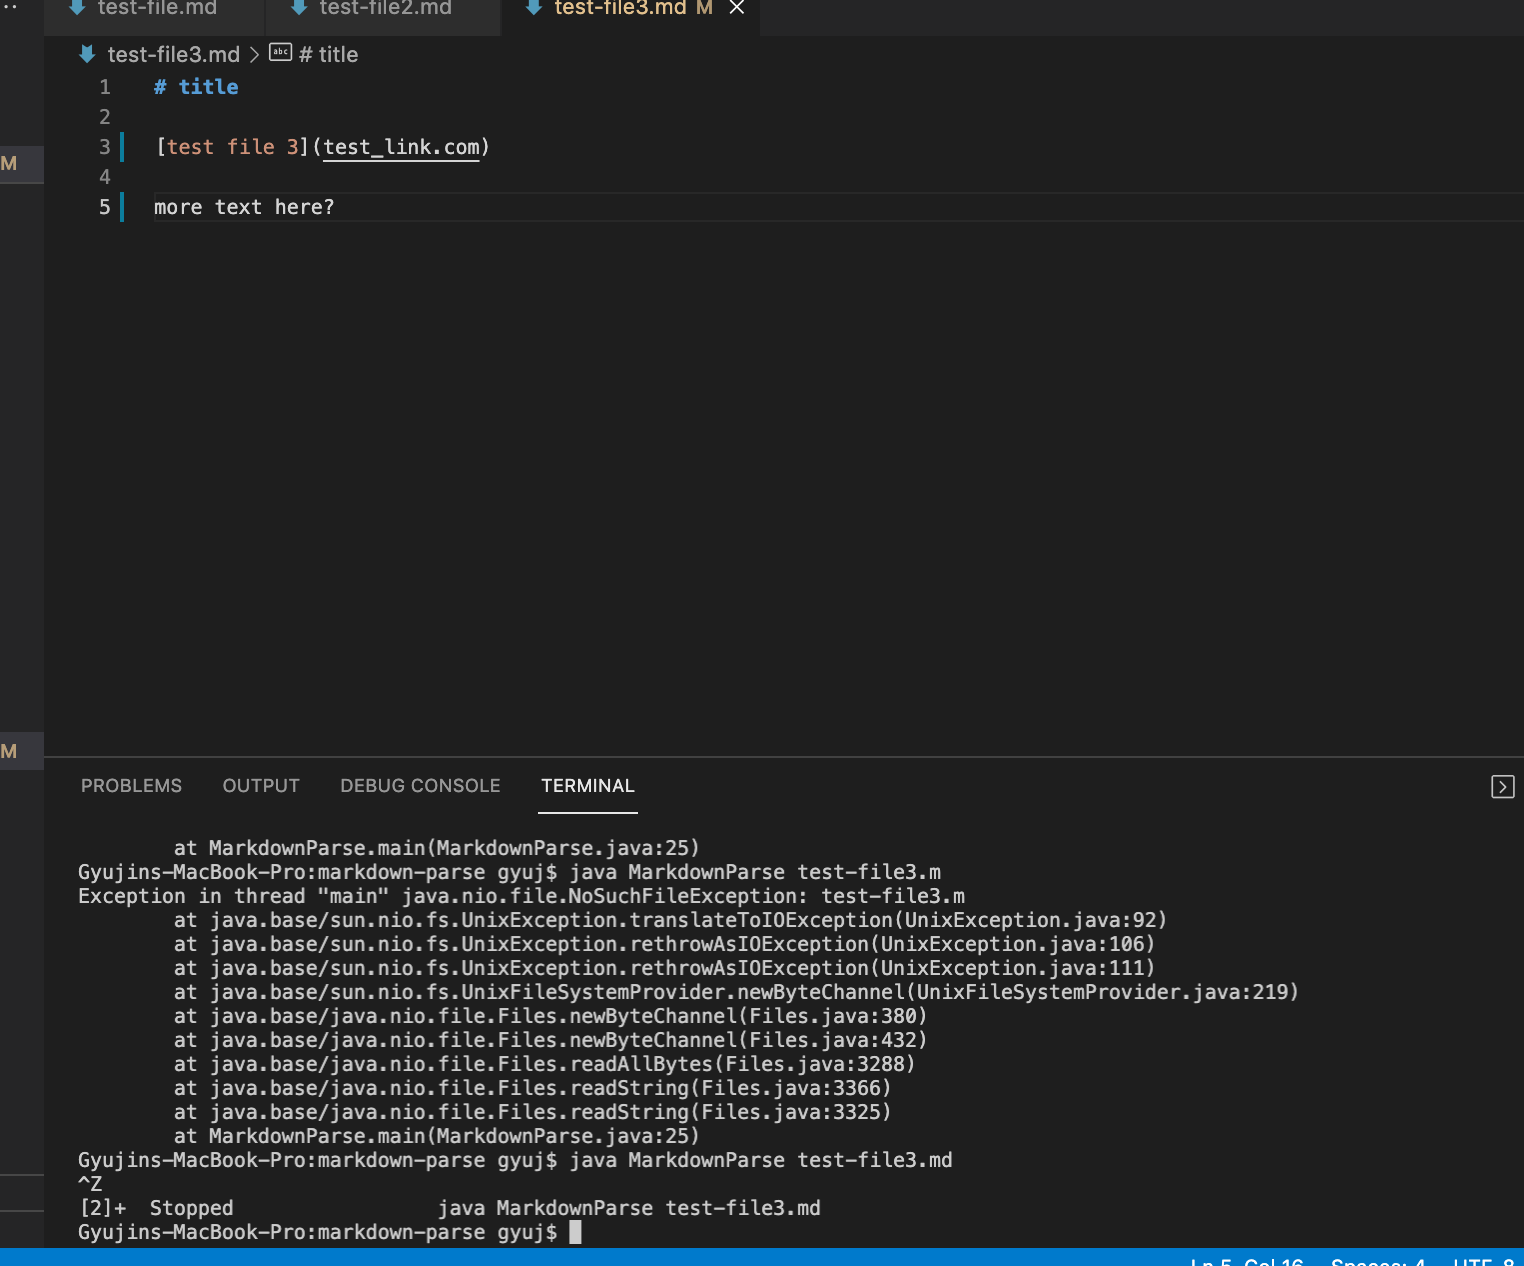 test-file.md test-file2.md test-file3.md M
test-file3.md > abc # title
1 # title
2
3 [test file 3](test_link.com)
4
5 more text here?
M
M
PROBLEMS OUTPUT DEBUG CONSOLE TERMINAL
at MarkdownParse.main(MarkdownParse.java:25)
Gyujins-MacBook-Pro:markdown-parse gyuj$ java MarkdownParse test-file3.m
Exception in thread "main" java.nio.file.NoSuchFileException: test-file3.m
at java.base/sun.nio.fs.UnixException.translateToIOException(UnixException.java:92)
at java.base/sun.nio.fs.UnixException.rethrowAsIOException(UnixException.java:106)
at java.base/sun.nio.fs.UnixException.rethrowAsIOException(UnixException.java:111)
at java.base/sun.nio.fs.UnixFileSystemProvider.newByteChannel(UnixFileSystemProvider.java:219)
at java.base/java.nio.file.Files.newByteChannel(Files.java:380)
at java.base/java.nio.file.Files.newByteChannel(Files.java:432)
at java.base/java.nio.file.Files.readAllBytes(Files.java:3288)
at java.base/java.nio.file.Files.readString(Files.java:3366)
at java.base/java.nio.file.Files.readString(Files.java:3325)
at MarkdownParse.main(MarkdownParse.java:25)
Gyujins-MacBook-Pro:markdown-parse gyuj$ java MarkdownParse test-file3.md
^Z
[2]+  Stopped                 java MarkdownParse test-file3.md
Gyujins-MacBook-Pro:markdown-parse gyuj$
Ln 5, Col 16 Spaces: 4 UTF-8